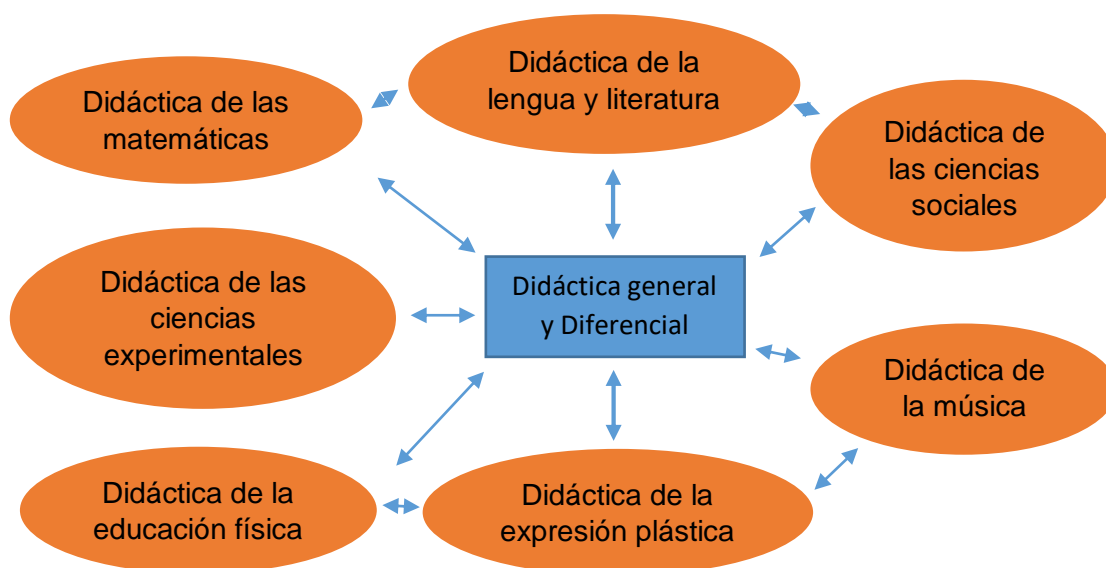 Didáctica de las
matemáticas
Didáctica de la
lengua y literatura
Didáctica de
las ciencias
sociales
Didáctica de las
ciencias
experimentales
Didáctica general
y Diferencial
Didáctica de
la música
Didáctica de la
educación física
Didáctica de la
expresión plástica